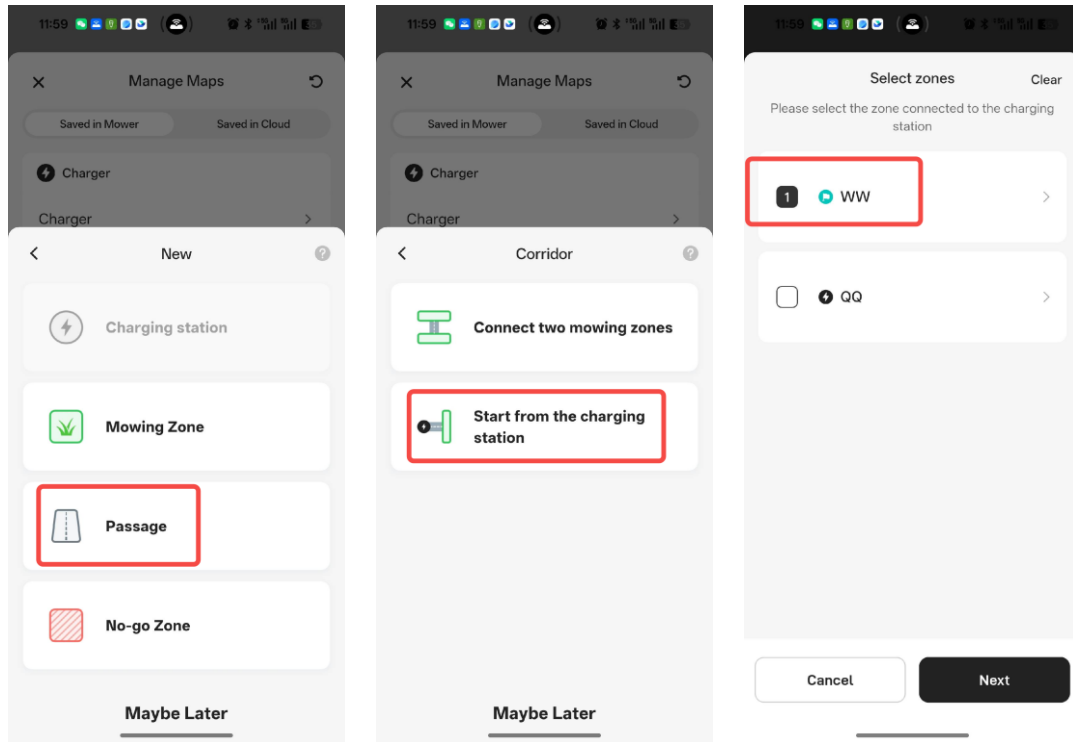 11:59
Manage Maps
Saved in Mower
Saved in Cloud
Charger
Charger
New
Charging station
Mowing Zone
Passage
No-go Zone
Maybe Later
11:59
Manage Maps
Saved in Mower
Saved in Cloud
Charger
Charger
Corridor
Connect two mowing zones
Start from the charging
station
Maybe Later
11:59
Select zones
Clear
Please select the zone connected to the charging
station
1
WW
QQ
Cancel
Next